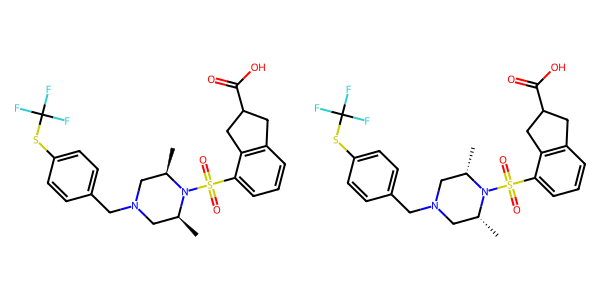 O OH O OH
F F
F F F F
S S
O O
N S N S
N O N O